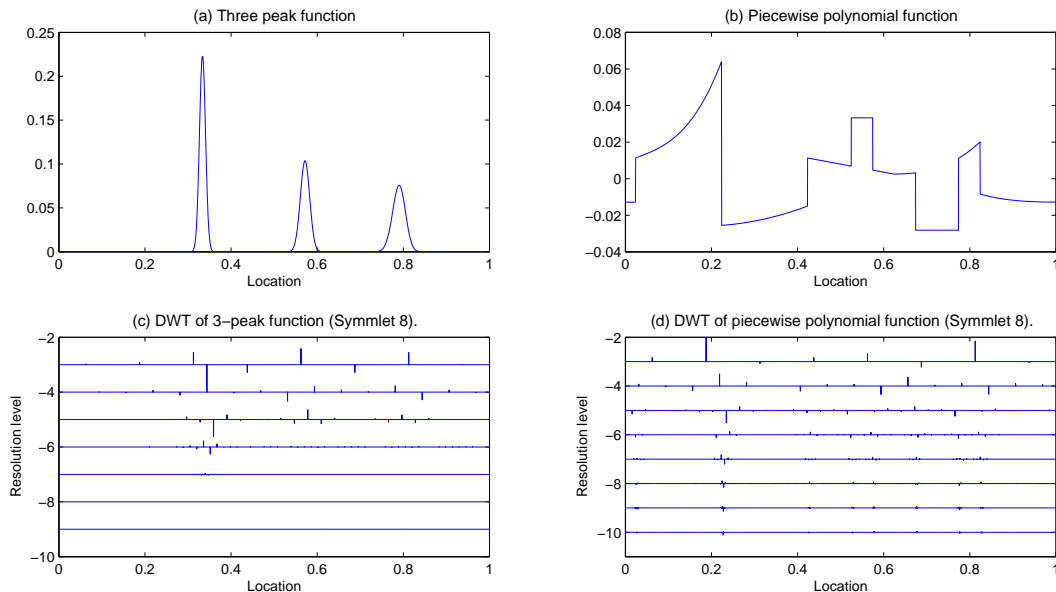 (a) Three peak function
0.25
0.2
0.15
0.1
0.05
0
0 0.2 0.4 0.6 0.8 1
Location
(b) Piecewise polynomial function
0.08
0.06
0.04
0.02
0
−0.02
−0.04
0 0.2 0.4 0.6 0.8 1
Location
(c) DWT of 3−peak function (Symmlet 8).
Resolution level
−2
−4
−6
−8
−10
0 0.2 0.4 0.6 0.8 1
Location
(d) DWT of piecewise polynomial function (Symmlet 8).
Resolution level
−2
−4
−6
−8
−10
0 0.2 0.4 0.6 0.8 1
Location